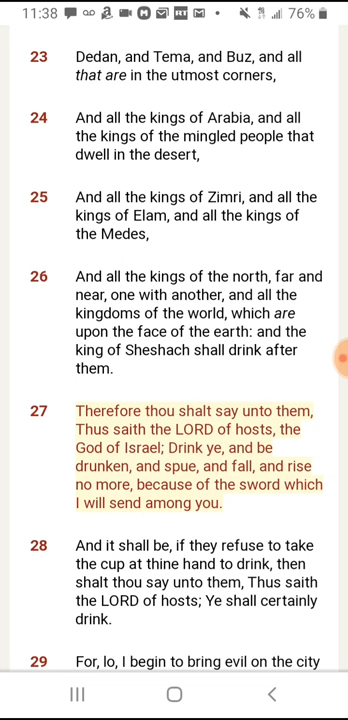 11:38
76%
23 Dedan, and Tema, and Buz, and all
that are in the utmost corners,
24 And all the kings of Arabia, and all
the kings of the mingled people that
dwell in the desert,
25 And all the kings of Zimri, and all the
kings of Elam, and all the kings of
the Medes,
26 And all the kings of the north, far and
near, one with another, and all the
kingdoms of the world, which are
upon the face of the earth: and the
king of Sheshach shall drink after
them.
27 Therefore thou shalt say unto them,
Thus saith the LORD of hosts, the
God of Israel; Drink ye, and be
drunken, and spue, and fall, and rise
no more, because of the sword which
I will send among you.
28 And it shall be, if they refuse to take
the cup at thine hand to drink, then
shalt thou say unto them, Thus saith
the LORD of hosts; Ye shall certainly
drink.
29 For, lo, I begin to bring evil on the city